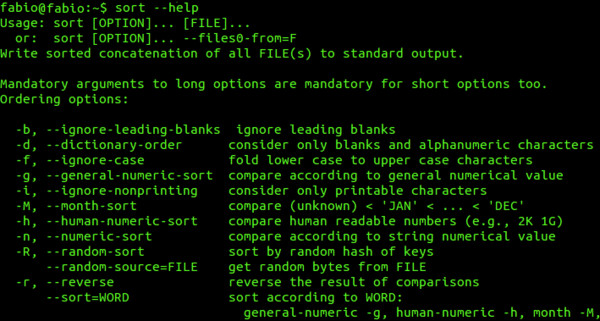 fabio@fabio:~$ sort --help
Usage: sort [OPTION]... [FILE]...
  or:  sort [OPTION]... --files0-from=F
Write sorted concatenation of all FILE(s) to standard output.

Mandatory arguments to long options are mandatory for short options too.
Ordering options:

  -b, --ignore-leading-blanks  ignore leading blanks
  -d, --dictionary-order      consider only blanks and alphanumeric characters
  -f, --ignore-case           fold lower case to upper case characters
  -g, --general-numeric-sort  compare according to general numerical value
  -i, --ignore-nonprinting    consider only printable characters
  -M, --month-sort            compare (unknown) < 'JAN' < ... < 'DEC'
  -h, --human-numeric-sort    compare human readable numbers (e.g., 2K 1G)
  -n, --numeric-sort          compare according to string numerical value
  -R, --random-sort           sort by random hash of keys
      --random-source=FILE    get random bytes from FILE
  -r, --reverse               reverse the result of comparisons
      --sort=WORD             sort according to WORD:
                                general-numeric -g, human-numeric -h, month -M,